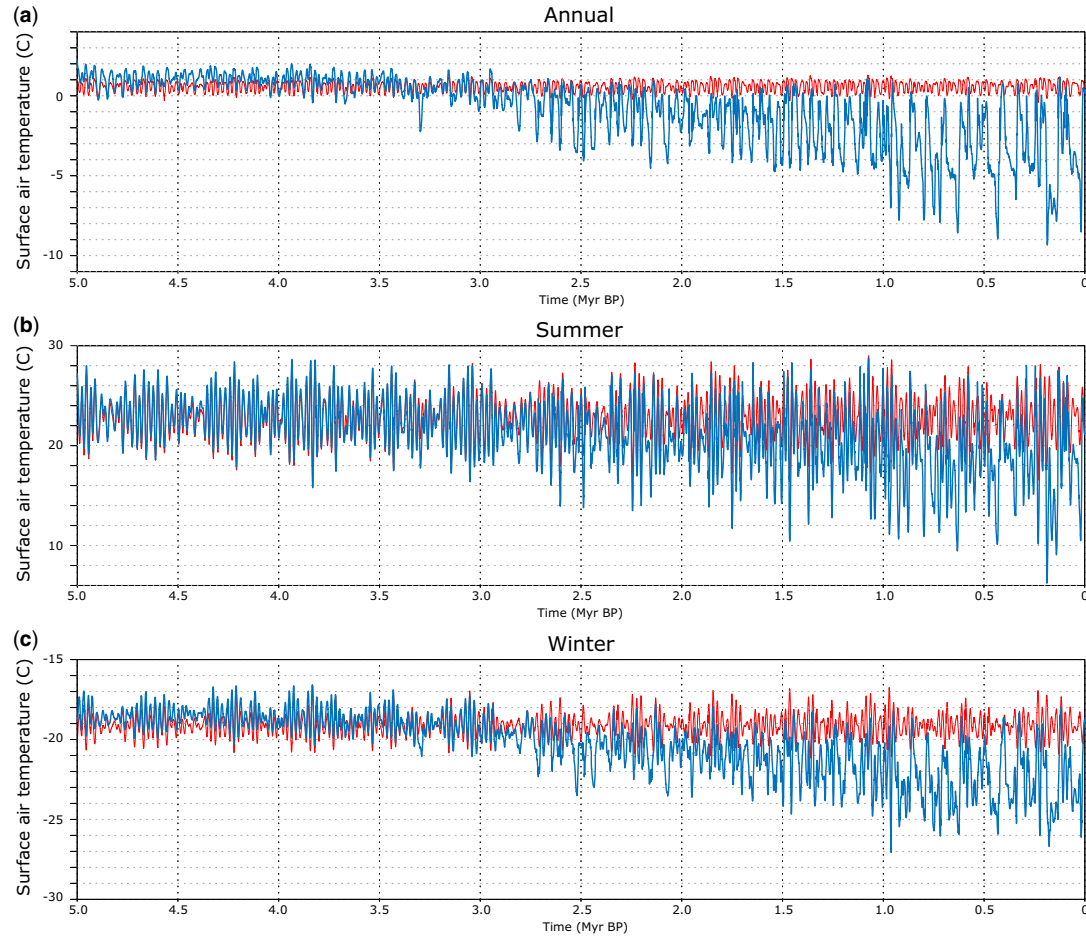 (a)
Annual
Surface air temperature (C)
0
-5
-10
5.0 4.5 4.0 3.5 3.0 2.5 2.0 1.5 1.0 0.5 0
Time (Myr BP)
(b)
Summer
Surface air temperature (C)
30
20
10
5.0 4.5 4.0 3.5 3.0 2.5 2.0 1.5 1.0 0.5 0
Time (Myr BP)
(c)
Winter
Surface air temperature (C)
-15
-20
-25
-30
5.0 4.5 4.0 3.5 3.0 2.5 2.0 1.5 1.0 0.5 0
Time (Myr BP)